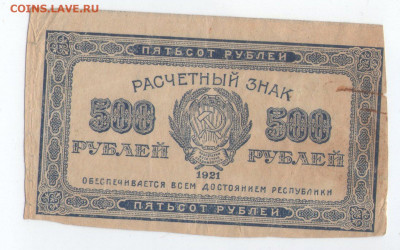 COINS.LAVE.RU
ПЯТЬСОТ РУБЛЕЙ
РАСЧЕТНЫЙ ЗНАК
500 500
РУБЛЕЙ РУБЛЕЙ
1921
ОБЕСПЕЧИВАЕТСЯ ВСЕМ ДОСТОЯНИЕМ РЕСПУБЛИКИ
ПЯТЬСОТ РУБЛЕЙ